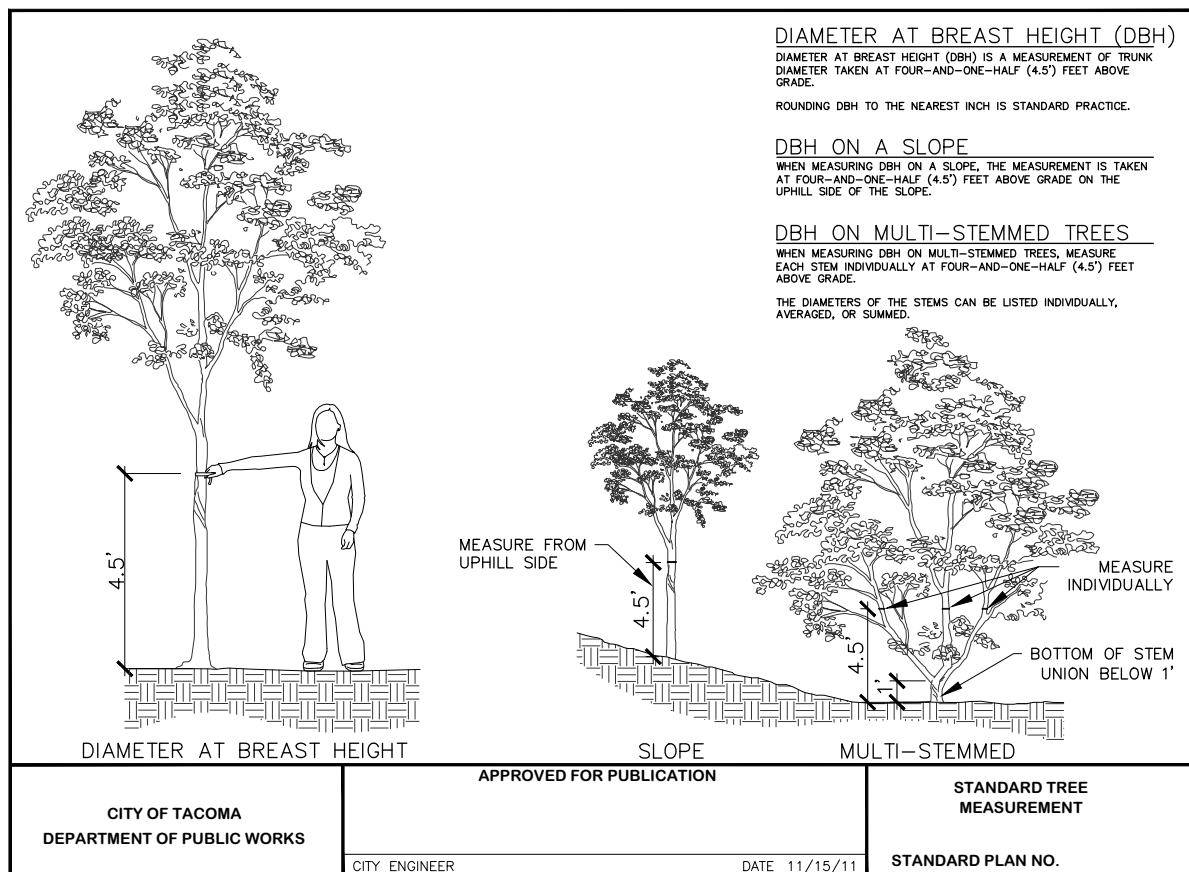 DIAMETER AT BREAST HEIGHT (DBH)
DIAMETER AT BREAST HEIGHT (DBH) IS A MEASUREMENT OF TRUNK
DIAMETER TAKEN AT FOUR-AND-ONE-HALF (4.5') FEET ABOVE
GRADE.
ROUNDING DBH TO THE NEAREST INCH IS STANDARD PRACTICE.
DBH ON A SLOPE
WHEN MEASURING DBH ON A SLOPE, THE MEASUREMENT IS TAKEN
AT FOUR-AND-ONE-HALF (4.5') FEET ABOVE GRADE ON THE
UPHILL SIDE OF THE SLOPE.
DBH ON MULTI-STEMMED TREES
WHEN MEASURING DBH ON MULTI-STEMMED TREES, MEASURE
EACH STEM INDIVIDUALLY AT FOUR-AND-ONE-HALF (4.5') FEET
ABOVE GRADE.
THE DIAMETERS OF THE STEMS CAN BE LISTED INDIVIDUALLY,
AVERAGED, OR SUMMED.
4.5'
MEASURE FROM
UPHILL SIDE
4.5'
MEASURE
INDIVIDUALLY
4.5'
1'
BOTTOM OF STEM
UNION BELOW 1'
DIAMETER AT BREAST HEIGHT
SLOPE
MULTI-STEMMED
CITY OF TACOMA
DEPARTMENT OF PUBLIC WORKS
APPROVED FOR PUBLICATION
CITY ENGINEER
DATE 11/15/11
STANDARD TREE
MEASUREMENT
STANDARD PLAN NO.